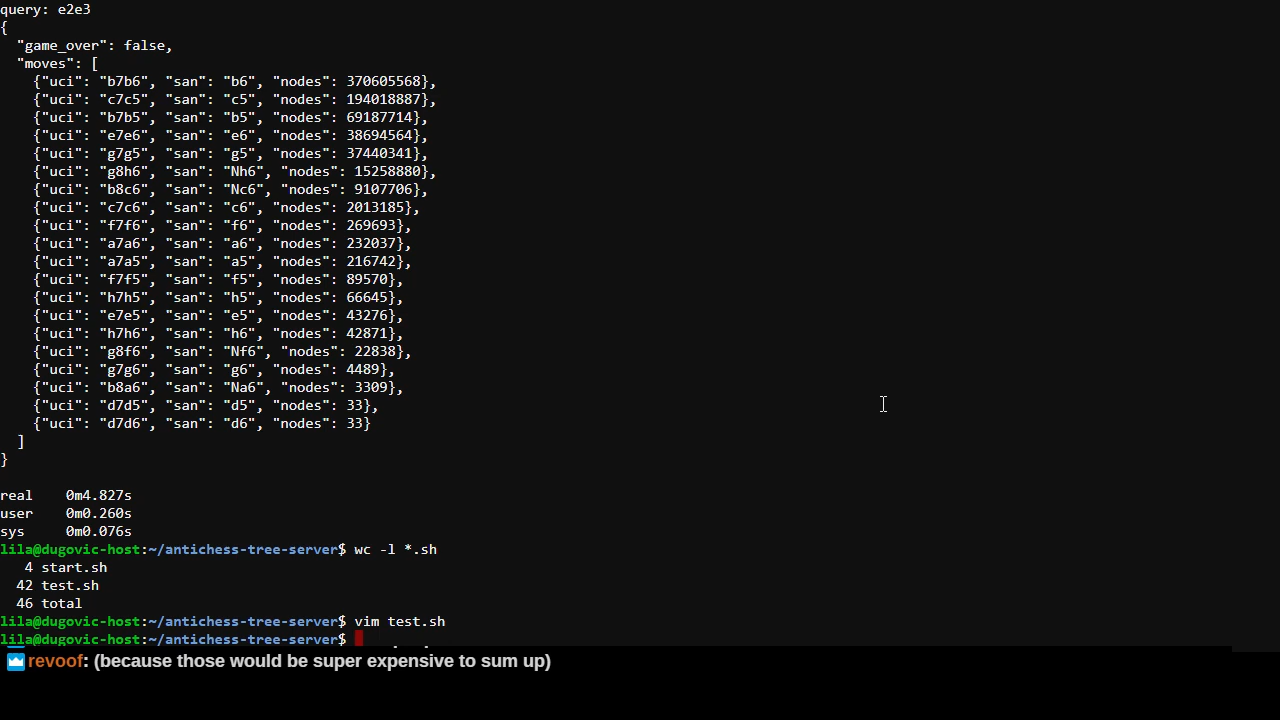 query: e2e3
{
  "game_over": false,
  "moves": [
    {"uci": "b7b6", "san": "b6", "nodes": 370605568},
    {"uci": "c7c5", "san": "c5", "nodes": 194018887},
    {"uci": "b7b5", "san": "b5", "nodes": 69187714},
    {"uci": "e7e6", "san": "e6", "nodes": 38694564},
    {"uci": "g7g5", "san": "g5", "nodes": 37440341},
    {"uci": "g8h6", "san": "Nh6", "nodes": 15258880},
    {"uci": "b8c6", "san": "Nc6", "nodes": 9107706},
    {"uci": "c7c6", "san": "c6", "nodes": 2013185},
    {"uci": "f7f6", "san": "f6", "nodes": 269693},
    {"uci": "a7a6", "san": "a6", "nodes": 232037},
    {"uci": "a7a5", "san": "a5", "nodes": 216742},
    {"uci": "f7f5", "san": "f5", "nodes": 89570},
    {"uci": "h7h5", "san": "h5", "nodes": 66645},
    {"uci": "e7e5", "san": "e5", "nodes": 43276},
    {"uci": "h7h6", "san": "h6", "nodes": 42871},
    {"uci": "g8f6", "san": "Nf6", "nodes": 22838},
    {"uci": "g7g6", "san": "g6", "nodes": 4489},
    {"uci": "b8a6", "san": "Na6", "nodes": 3309},
    {"uci": "d7d5", "san": "d5", "nodes": 33},
    {"uci": "d7d6", "san": "d6", "nodes": 33}
  ]
}
real    0m4.827s
user    0m0.260s
sys     0m0.076s
lila@dugovic-host:~/antichess-tree-server$ wc -l *.sh
   4 start.sh
  42 test.sh
  46 total
lila@dugovic-host:~/antichess-tree-server$ vim test.sh
lila@dugovic-host:~/antichess-tree-server$
revoof: (because those would be super expensive to sum up)